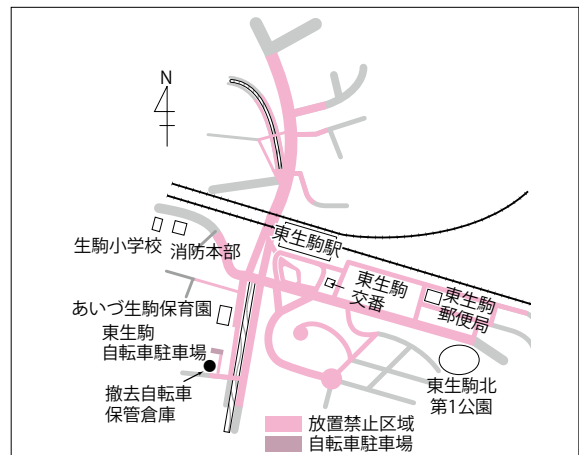 N
東生駒駅
生駒小学校
消防本部
東生駒
交番
東生駒
郵便局
あいづ生駒保育園
東生駒
自転車駐車場
撤去自転車
保管倉庫
東生駒北
第1公園
放置禁止区域
自転車駐車場